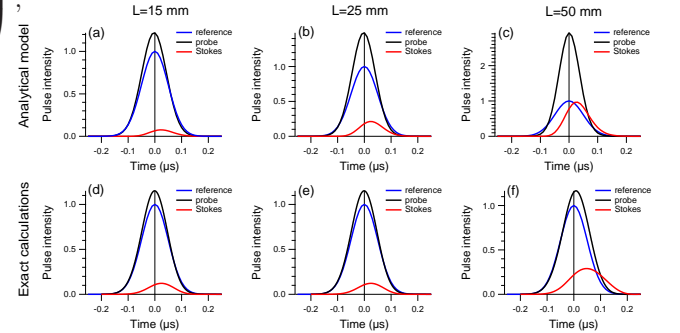 L=15 mm L=25 mm L=50 mm
Analytical model
(a) reference probe Stokes
Pulse intensity
1.0
0.5
0.0
-0.2 -0.1 0.0 0.1 0.2
Time (µs)
(b) reference probe Stokes
Pulse intensity
1.0
0.5
0.0
-0.2 -0.1 0.0 0.1 0.2
Time (µs)
(c) reference probe Stokes
Pulse intensity
2
1
0
-0.2 -0.1 0.0 0.1 0.2
Time (µs)
Exact calculations
(d) reference probe Stokes
Pulse intensity
1.0
0.5
0.0
-0.2 -0.1 0.0 0.1 0.2
Time (µs)
(e) reference probe Stokes
Pulse intensity
1.0
0.5
0.0
-0.2 -0.1 0.0 0.1 0.2
Time (µs)
(f) reference probe Stokes
Pulse intensity
1.0
0.5
0.0
-0.2 -0.1 0.0 0.1 0.2
Time (µs)